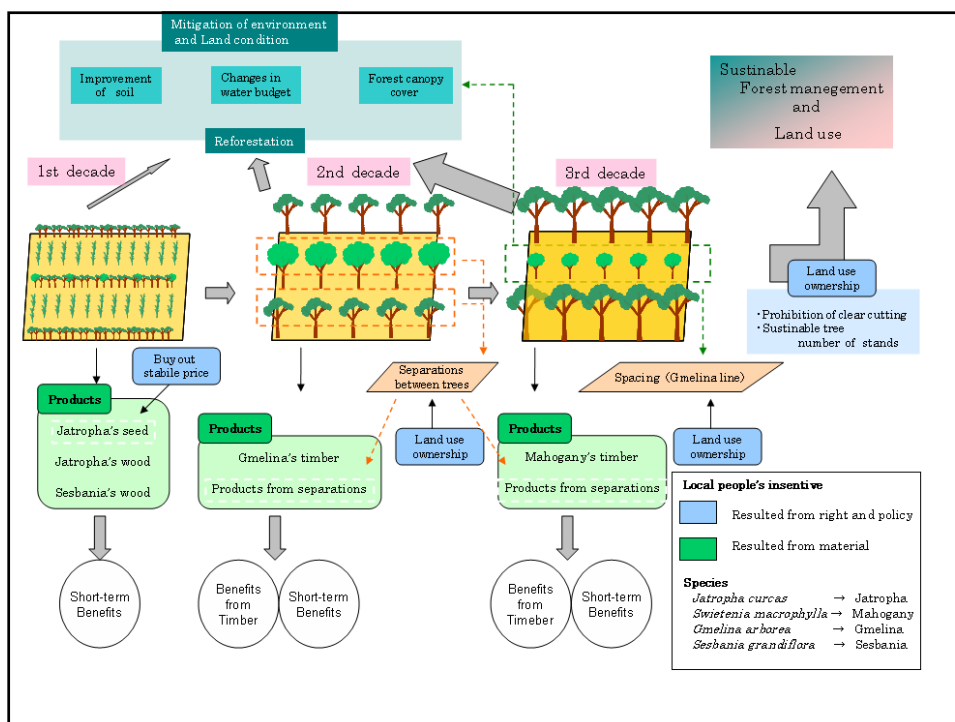 Mitigation of environment
and Land condition
Improvement
of soil
Changes in
water budget
Forest canopy
cover
Reforestation
Sustinable
Forest manegement
and
Land use
1st decade
2nd decade
3rd decade
Land use
ownership
・Prohibition of clear cutting
・Sustinable tree
number of stands
Buy out
stabile price
Separations
between trees
Spacing (Gmelina line)
Products
Jatropha's seed
Jatropha's wood
Sesbania's wood
Products
Gmelina's timber
Products from separations
Land use
ownership
Products
Mahogany's timber
Products from separations
Land use
ownership
Short-term
Benefits
Benefits
from
Timber
Short-term
Benefits
Benefits
from
Timeber
Short-term
Benefits
Local people's insentive
Resulted from right and policy
Resulted from material
Species
Jatropha curcas → Jatropha
Swietenia macrophylla → Mahogany
Gmelina arborea → Gmelina
Sesbania grandiflora → Sesbania